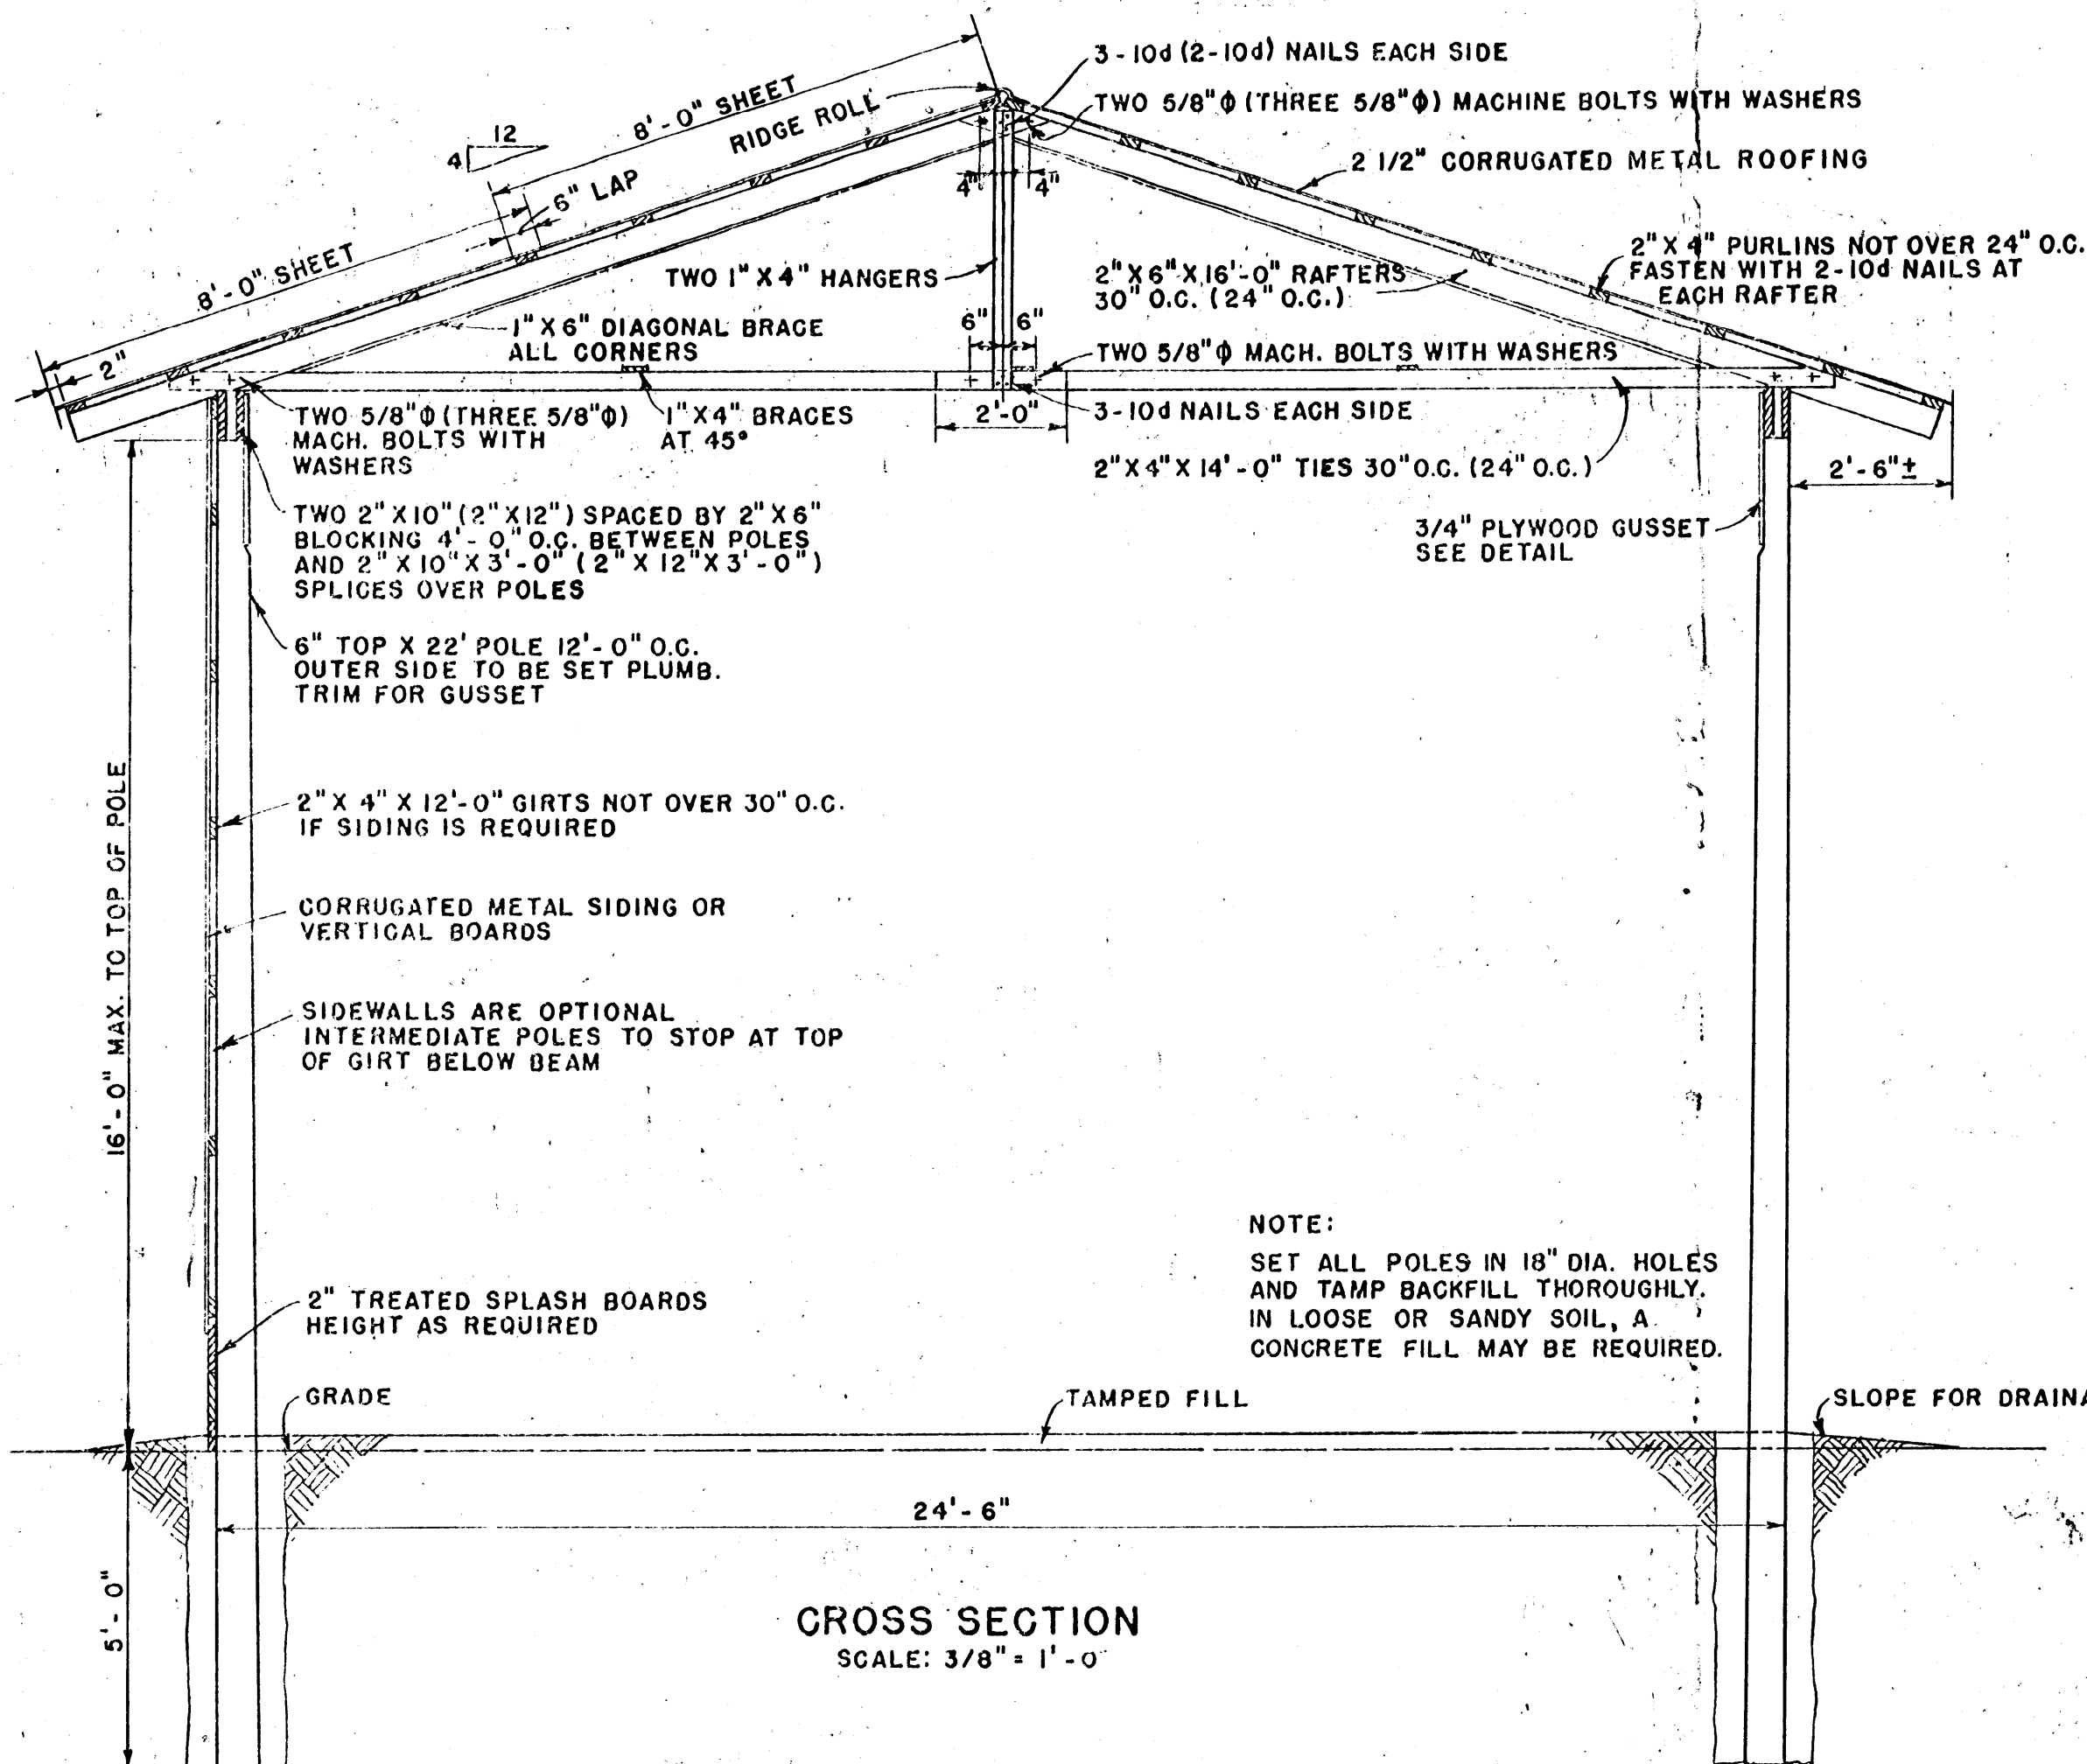 3-10d (2-10d) NAILS EACH SIDE
TWO 5/8"Φ (THREE 5/8"Φ) MACHINE BOLTS WITH WASHERS
8'-0" SHEET
RIDGE ROLL
12
4
2 1/2" CORRUGATED METAL ROOFING
6" LAP
4" 4"
8'-0" SHEET
2" X 4" PURLINS NOT OVER 24" O.C.
FASTEN WITH 2-10d NAILS AT
EACH RAFTER
TWO 1" X 4" HANGERS
2" X 6" X 16'-0" RAFTERS
30" O.C. (24" O.C.)
1" X 6" DIAGONAL BRACE
ALL CORNERS
6" 6"
TWO 5/8"Φ MACH. BOLTS WITH WASHERS
2"
TWO 5/8"Φ (THREE 5/8"Φ)
MACH. BOLTS WITH
WASHERS
1" X 4" BRACES
AT 45°
2'-0"
3-10d NAILS EACH SIDE
2" X 4" X 14'-0" TIES 30" O.C. (24" O.C.)
2'-6"±
TWO 2" X 10" (2" X 12") SPACED BY 2" X 6"
BLOCKING 4'-0" O.C. BETWEEN POLES
AND 2" X 10" X 3'-0" (2" X 12" X 3'-0")
SPLICES OVER POLES
3/4" PLYWOOD GUSSET
SEE DETAIL
6" TOP X 22' POLE 12'-0" O.C.
OUTER SIDE TO BE SET PLUMB.
TRIM FOR GUSSET
16'-0" MAX. TO TOP OF POLE
2" X 4" X 12'-0" GIRTS NOT OVER 30" O.C.
IF SIDING IS REQUIRED
CORRUGATED METAL SIDING OR
VERTICAL BOARDS
SIDEWALLS ARE OPTIONAL
INTERMEDIATE POLES TO STOP AT TOP
OF GIRT BELOW BEAM
NOTE:
SET ALL POLES IN 18" DIA. HOLES
AND TAMP BACKFILL THOROUGHLY.
IN LOOSE OR SANDY SOIL, A
CONCRETE FILL MAY BE REQUIRED.
2" TREATED SPLASH BOARDS
HEIGHT AS REQUIRED
GRADE
TAMPED FILL
SLOPE FOR DRAINA
24'-6"
5'-0"
CROSS SECTION
SCALE: 3/8" = 1'-0"